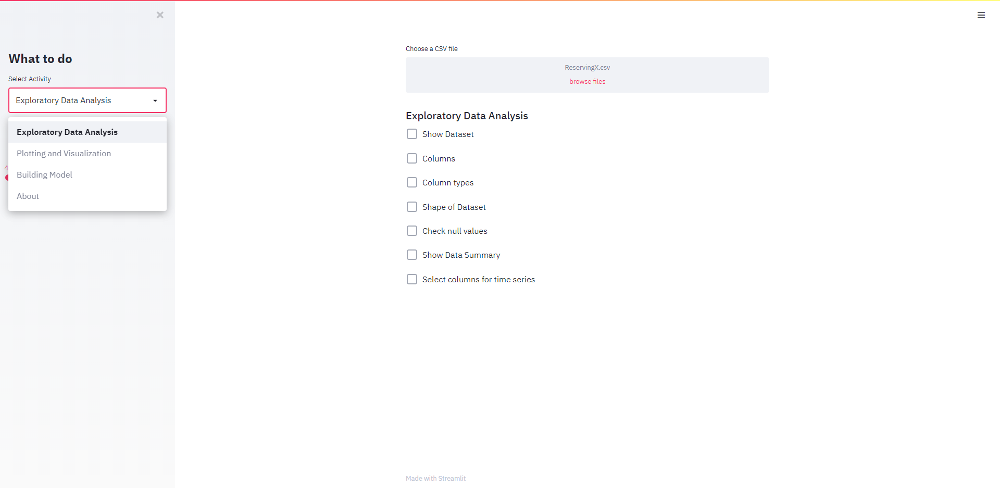 What to do
Select Activity
Exploratory Data Analysis
Exploratory Data Analysis
Plotting and Visualization
Building Model
About
4
Choose a CSV file
ReservingX.csv
browse files
Exploratory Data Analysis
Show Dataset
Columns
Column types
Shape of Dataset
Check null values
Show Data Summary
Select columns for time series
Made with Streamlit